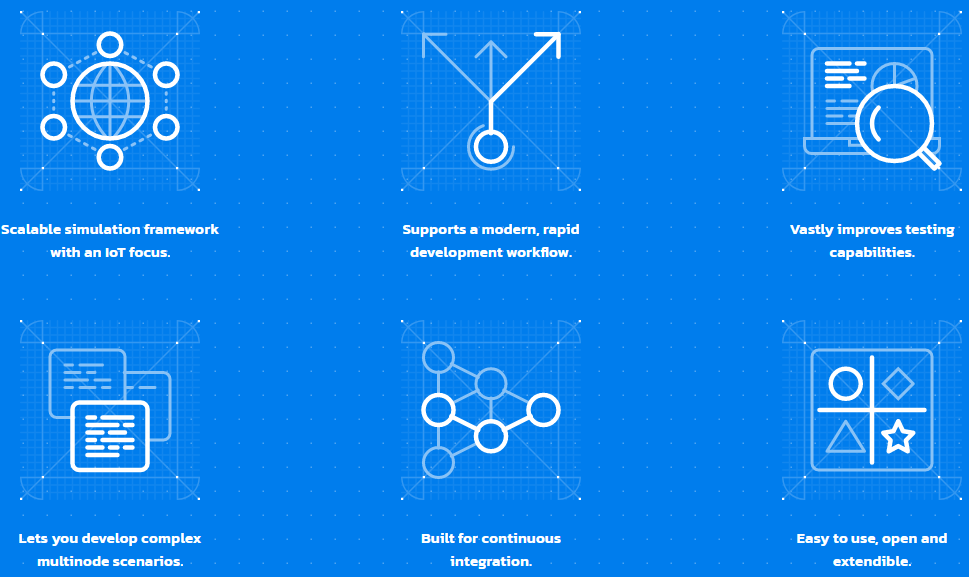 Scalable simulation framework
with an IoT focus.
Supports a modern, rapid
development workflow.
Vastly improves testing
capabilities.
Lets you develop complex
multinode scenarios.
Built for continuous
integration.
Easy to use, open and
extendible.